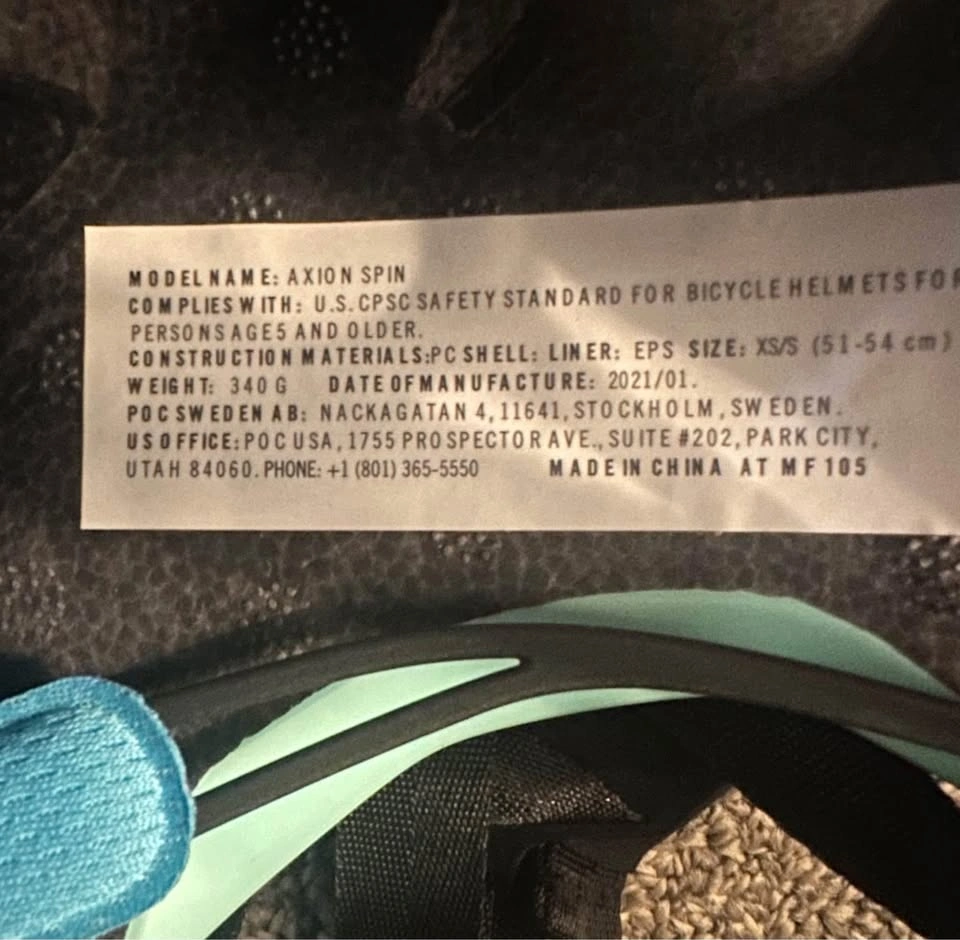 MODEL NAME: AXION SPIN
COMPLIES WITH: U.S. CPSC SAFETY STANDARD FOR BICYCLE HELMETS FOR
PERSONS AGE5 AND OLDER.
CONSTRUCTION MATERIALS:PC SHELL: LINER: EPS SIZE: XS/S (51-54 cm)
WEIGHT: 340 G DATE OF MANUFACTURE: 2021/01.
POC SWEDEN AB: NACKAGATAN 4, 11641, STOCKHOLM, SWEDEN.
US OFFICE: POC USA, 1755 PROSPECTOR AVE., SUITE #202, PARK CITY,
UTAH 84060. PHONE: +1 (801) 365-5550 MADE IN CHINA AT MF105